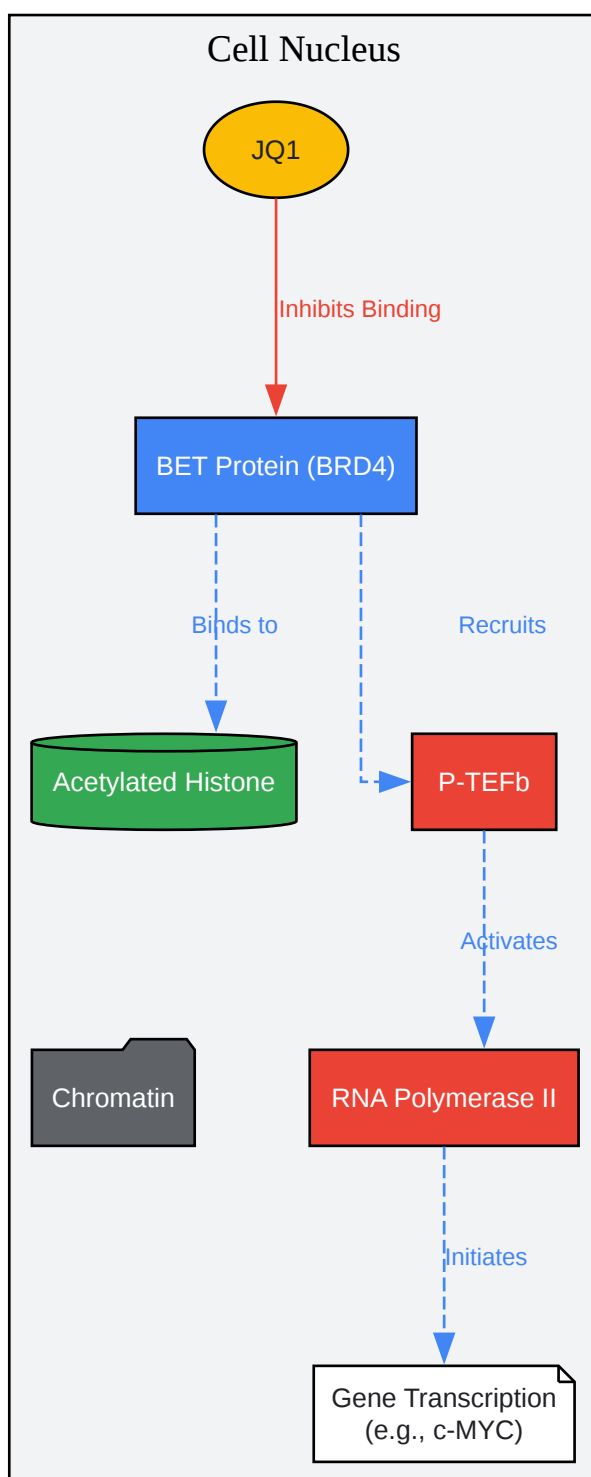 Cell Nucleus
JQ1
Inhibits Binding
BET Protein (BRD4)
Binds to
Recruits
Acetylated Histone
P-TEFb
Activates
Chromatin
RNA Polymerase II
Initiates
Gene Transcription
(e.g., c-MYC)